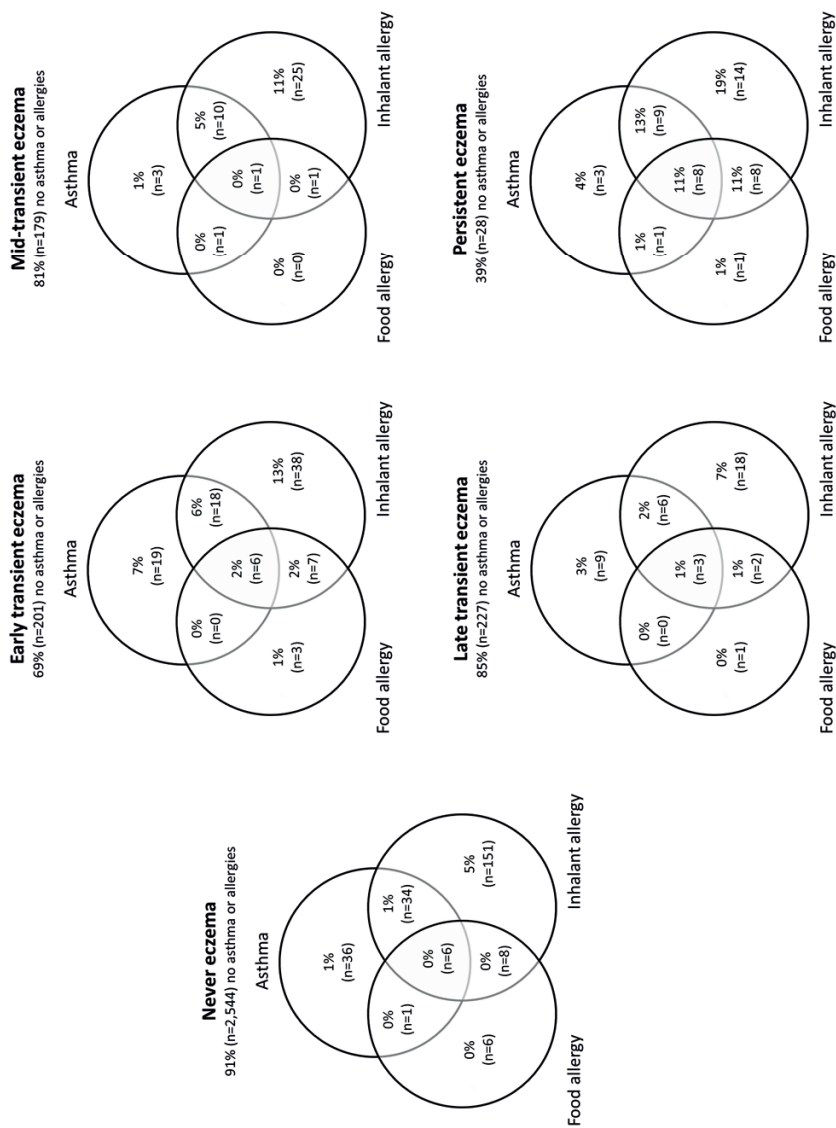 Never eczema
91% (n=2,544) no asthma or allergies
Asthma
1%
(n=36)
0%
(n=1)
1%
(n=34)
0%
(n=6)
0%
(n=6)
0%
(n=8)
5%
(n=151)
Food allergy
Inhalant allergy
Early transient eczema
69% (n=201) no asthma or allergies
Asthma
7%
(n=19)
0%
(n=0)
6%
(n=18)
2%
(n=6)
1%
(n=3)
2%
(n=7)
13%
(n=38)
Food allergy
Inhalant allergy
Mid-transient eczema
81% (n=179) no asthma or allergies
Asthma
1%
(n=3)
0%
(n=1)
5%
(n=10)
0%
(n=1)
0%
(n=0)
0%
(n=1)
11%
(n=25)
Food allergy
Inhalant allergy
Late transient eczema
85% (n=227) no asthma or allergies
Asthma
3%
(n=9)
0%
(n=0)
2%
(n=6)
1%
(n=3)
0%
(n=1)
1%
(n=2)
7%
(n=18)
Food allergy
Inhalant allergy
Persistent eczema
39% (n=28) no asthma or allergies
Asthma
4%
(n=3)
1%
(n=1)
13%
(n=9)
11%
(n=8)
1%
(n=1)
11%
(n=8)
19%
(n=14)
Food allergy
Inhalant allergy